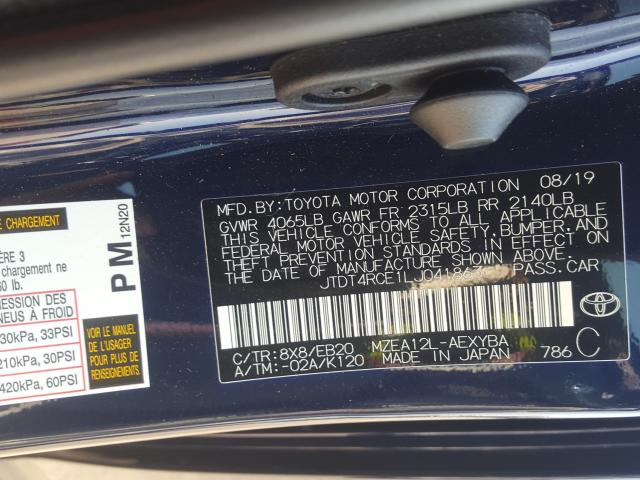 E CHARGEMENT
ÈRE 3
chargement ne
60 lb.
MISSION DES
NEUS À FROID
30kPa, 33PSI
210kPa, 30PSI
420kPa, 60PSI
VOIR LE MANUEL
DE L'USAGER
POUR PLUS DE
RENSEIGNEMENTS.
PM 12N20
MFD.BY:TOYOTA MOTOR CORPORATION 08/19
GVWR 4065LB GAWR FR 2315LB RR 2140LB
THIS VEHICLE CONFORMS TO ALL APPLICABLE
FEDERAL MOTOR VEHICLE SAFETY,BUMPER,AND
THEFT PREVENTION STANDARDS IN EFFECT ON
THE DATE OF MANUFACTURE SHOWN ABOVE.
PASS.CAR
C/TR:8X8/EB20 MZEA12L-AEXYBA
A/TM:-02A/K120 MADE IN JAPAN 786 C
TOYOTA